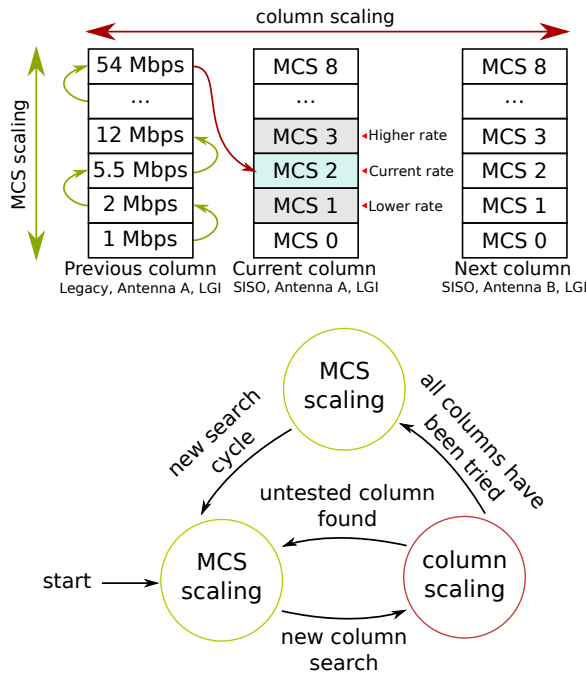 column scaling
MCS scaling
54 Mbps
...
12 Mbps
5.5 Mbps
2 Mbps
1 Mbps
Previous column
Legacy, Antenna A, LGI
MCS 8
...
MCS 3
MCS 2
MCS 1
MCS 0
Higher rate
Current rate
Lower rate
Current column
SISO, Antenna A, LGI
MCS 8
...
MCS 3
MCS 2
MCS 1
MCS 0
Next column
SISO, Antenna B, LGI
MCS
scaling
new search
cycle
all columns have
been tried
untested column
found
start
MCS
scaling
column
scaling
new column
search